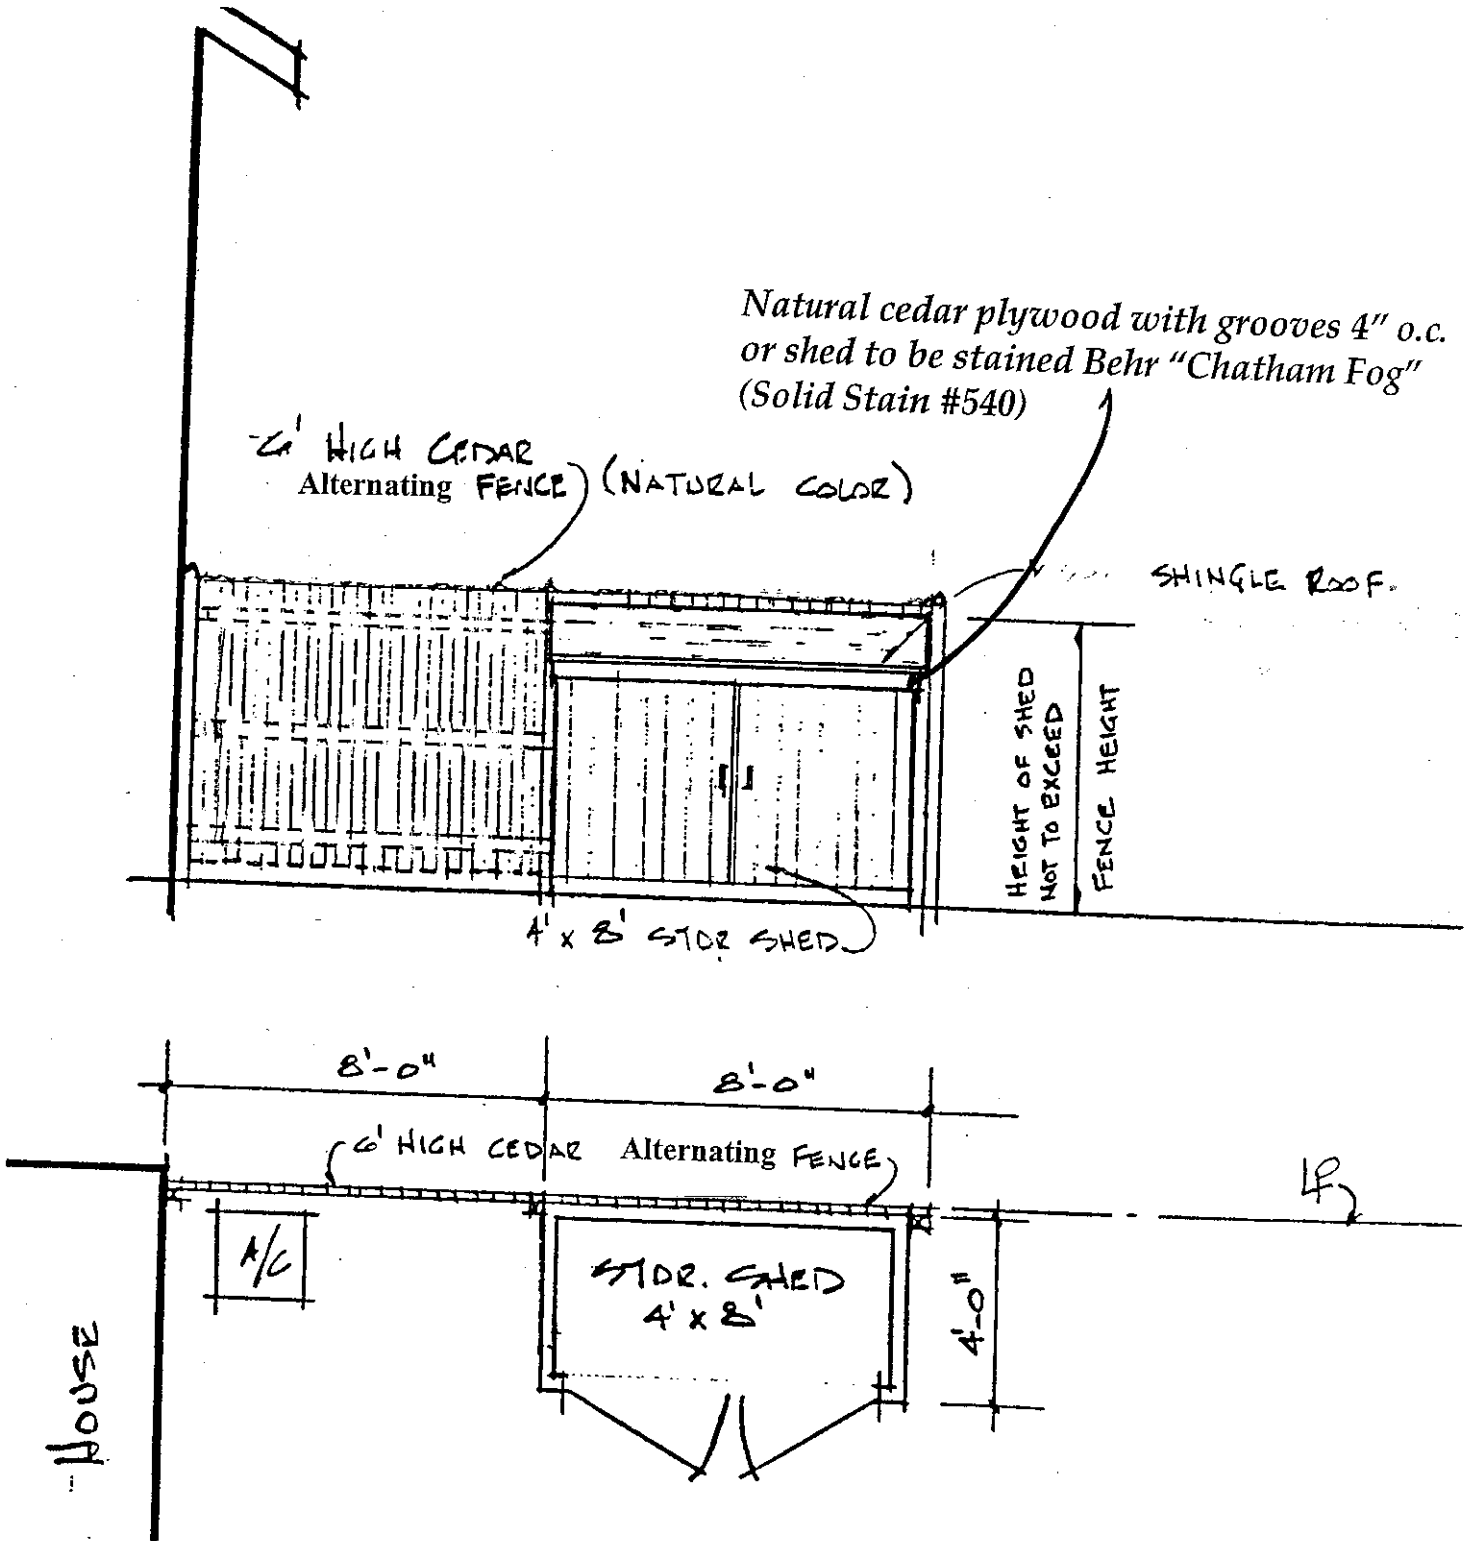 Natural cedar plywood with grooves 4" o.c.
or shed to be stained Behr "Chatham Fog"
(Solid Stain #540)
6' HIGH CEDAR
Alternating FENCE (NATURAL COLOR)
SHINGLE ROOF.
HEIGHT OF SHED
NOT TO EXCEED
FENCE HEIGHT
4' x 8' STOR SHED
8'-0"
8'-0"
6' HIGH CEDAR Alternating FENCE
LP
A/C
STOR. SHED
4' x 8'
4'-0"
HOUSE